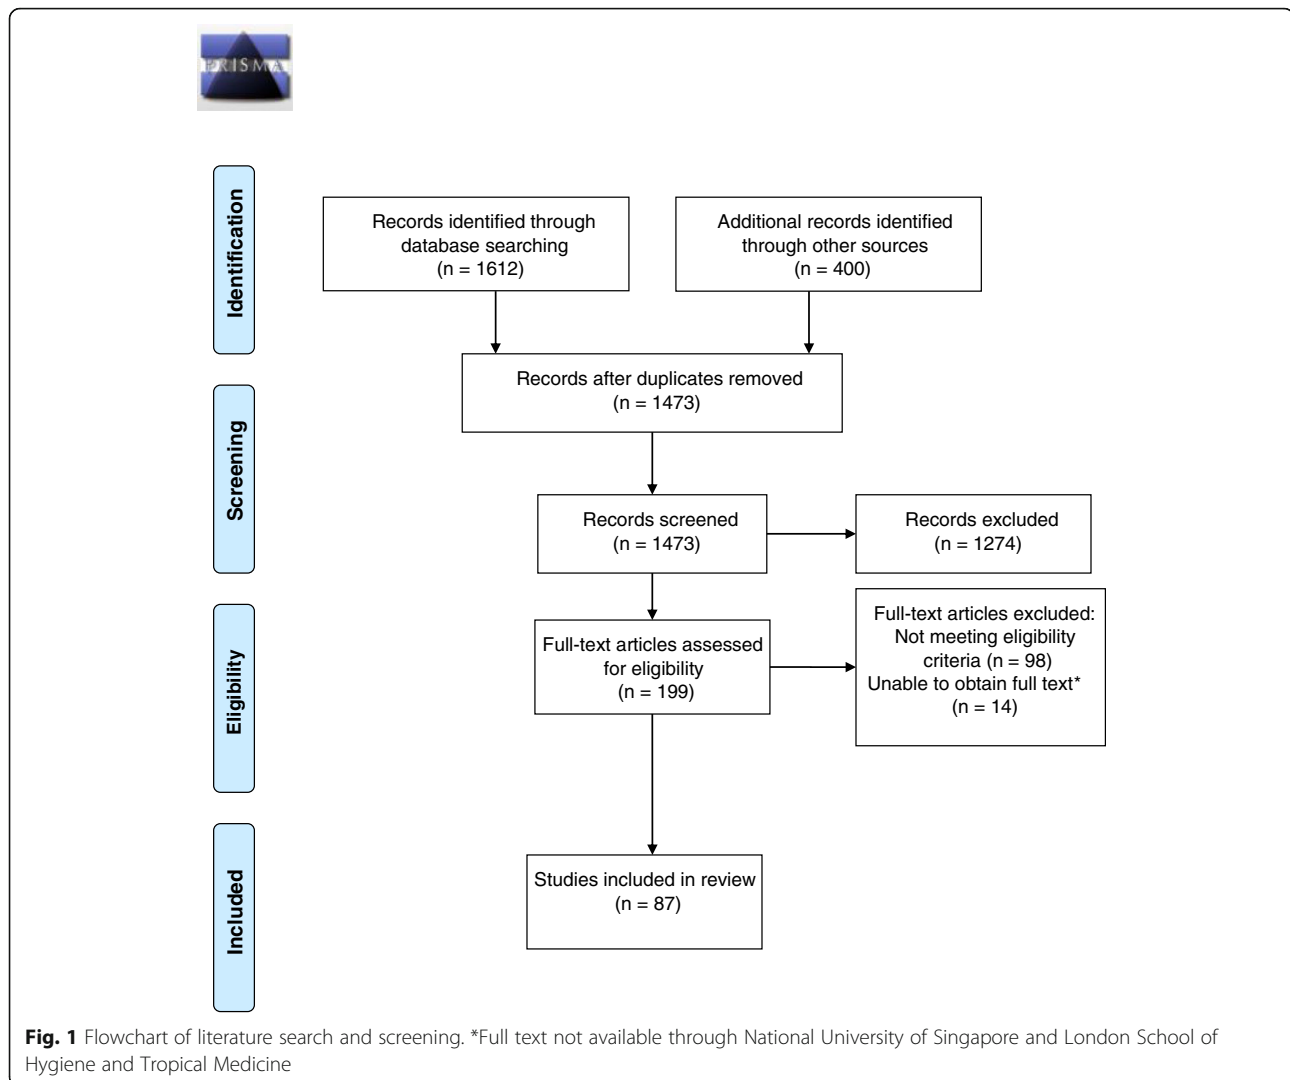 PRISMA
Identification
Records identified through
database searching
(n = 1612)
Additional records identified
through other sources
(n = 400)
Records after duplicates removed
(n = 1473)
Screening
Records screened
(n = 1473)
Records excluded
(n = 1274)
Eligibility
Full-text articles assessed
for eligibility
(n = 199)
Full-text articles excluded:
Not meeting eligibility
criteria (n = 98)
Unable to obtain full text*
(n = 14)
Included
Studies included in review
(n = 87)
Fig. 1 Flowchart of literature search and screening. *Full text not available through National University of Singapore and London School of
Hygiene and Tropical Medicine